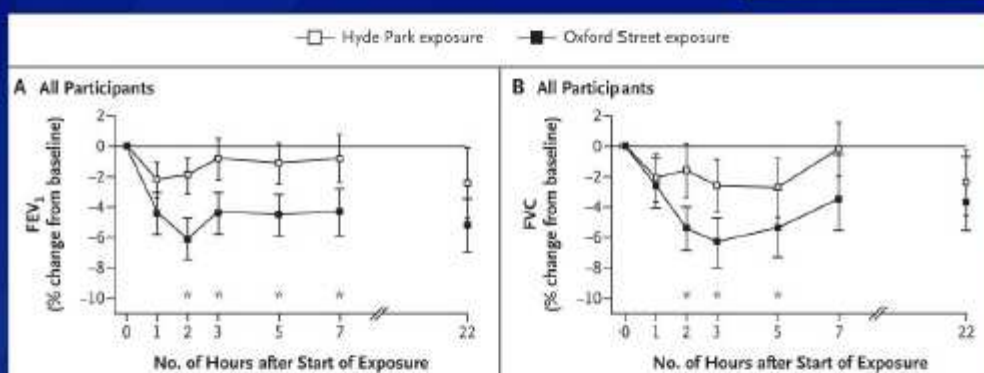 Hyde Park exposure Oxford Street exposure
A All Participants
FEV1
(% change from baseline)
2
0
−2
−4
−6
−8
−10
* * * *
0 1 2 3 5 7 22
No. of Hours after Start of Exposure
B All Participants
FVC
(% change from baseline)
2
0
−2
−4
−6
−8
−10
* * *
0 1 2 3 5 7 22
No. of Hours after Start of Exposure